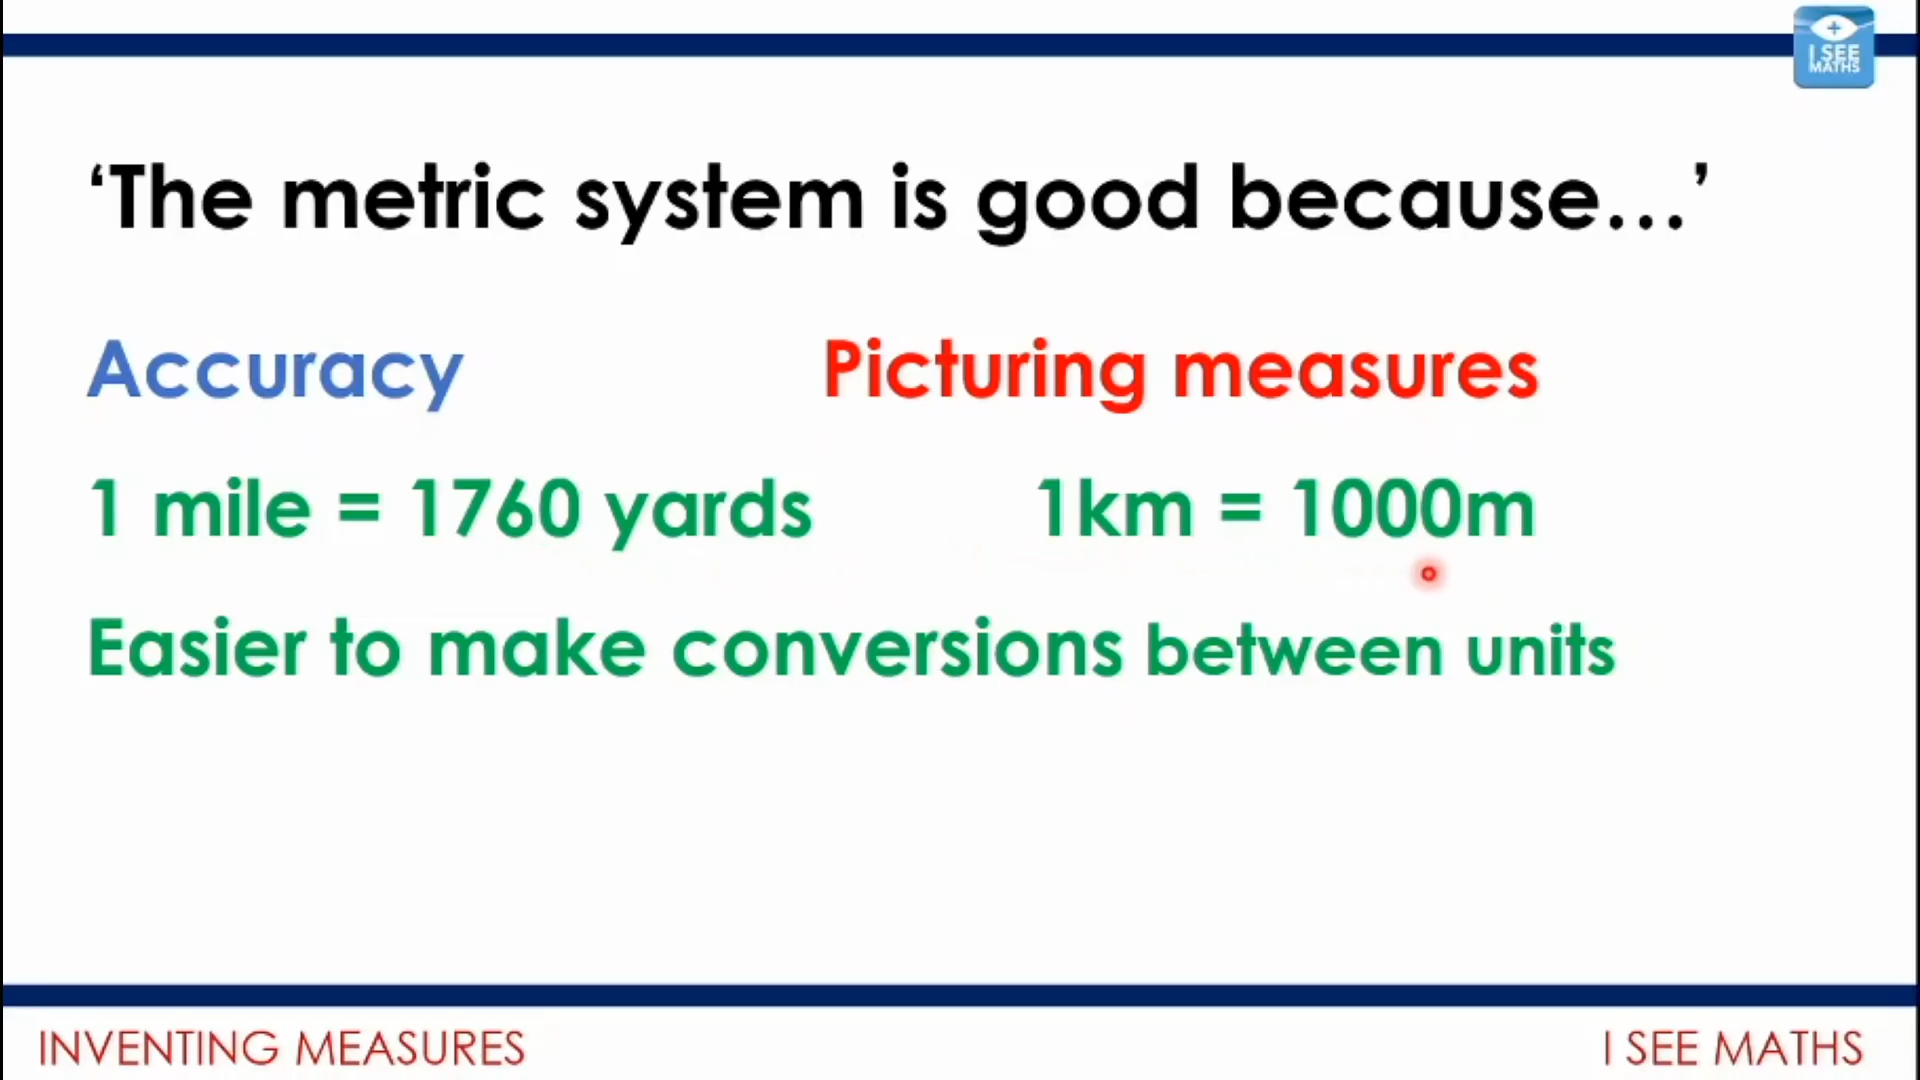 I SEE
MATHS
‘The metric system is good because…’
Accuracy
Picturing measures
1 mile = 1760 yards
1km = 1000m
Easier to make conversions between units
INVENTING MEASURES
I SEE MATHS